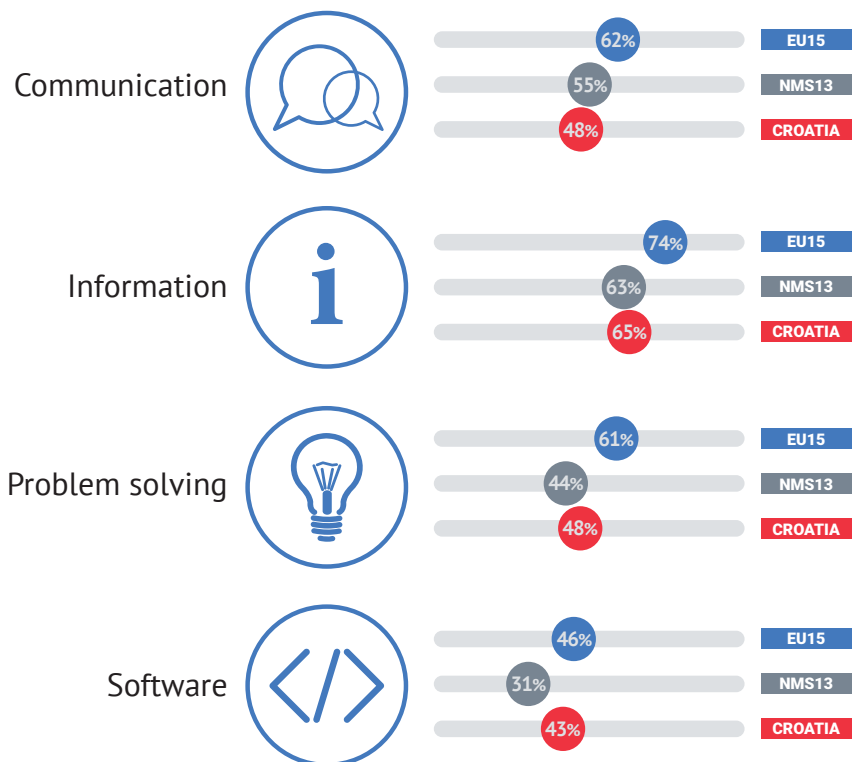 62% EU15
Communication 55% NMS13
48% CROATIA
74% EU15
Information 63% NMS13
65% CROATIA
61% EU15
Problem solving 44% NMS13
48% CROATIA
46% EU15
Software 31% NMS13
43% CROATIA